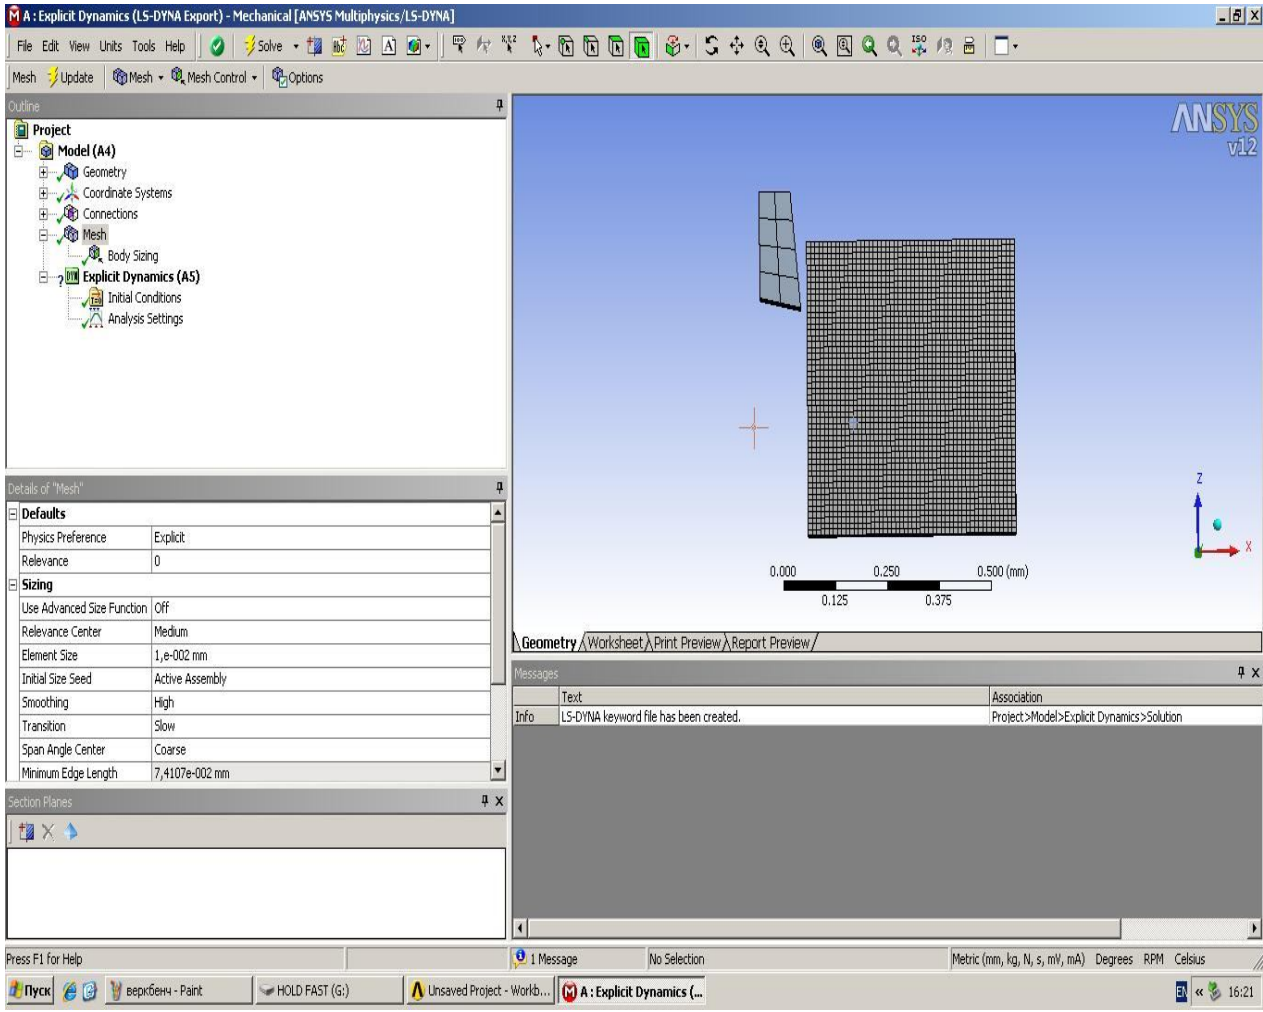 A : Explicit Dynamics (LS-DYNA Export) - Mechanical [ANSYS Multiphysics/LS-DYNA]
File Edit View Units Tools Help Solve
Mesh Update Mesh Mesh Control Options
Outline
Project
Model (A4)
Geometry
Coordinate Systems
Connections
Mesh
Body Sizing
Explicit Dynamics (A5)
Initial Conditions
Analysis Settings
ANSYS
v12
Z
X
0.000 0.250 0.500 (mm)
0.125 0.375
Geometry Worksheet Print Preview Report Preview
Details of "Mesh"
Defaults
Physics Preference Explicit
Relevance 0
Sizing
Use Advanced Size Function Off
Relevance Center Medium
Element Size 1,e-002 mm
Initial Size Seed Active Assembly
Smoothing High
Transition Slow
Span Angle Center Coarse
Minimum Edge Length 7,4107e-002 mm
Messages
Text Association
Info LS-DYNA keyword file has been created. Project>Model>Explicit Dynamics>Solution
Section Planes
Press F1 for Help 1 Message No Selection Metric (mm, kg, N, s, mV, mA) Degrees RPM Celsius
Пуск веркбенч - Paint HOLD FAST (G:) Unsaved Project - Workb... A : Explicit Dynamics (... EN « 16:21